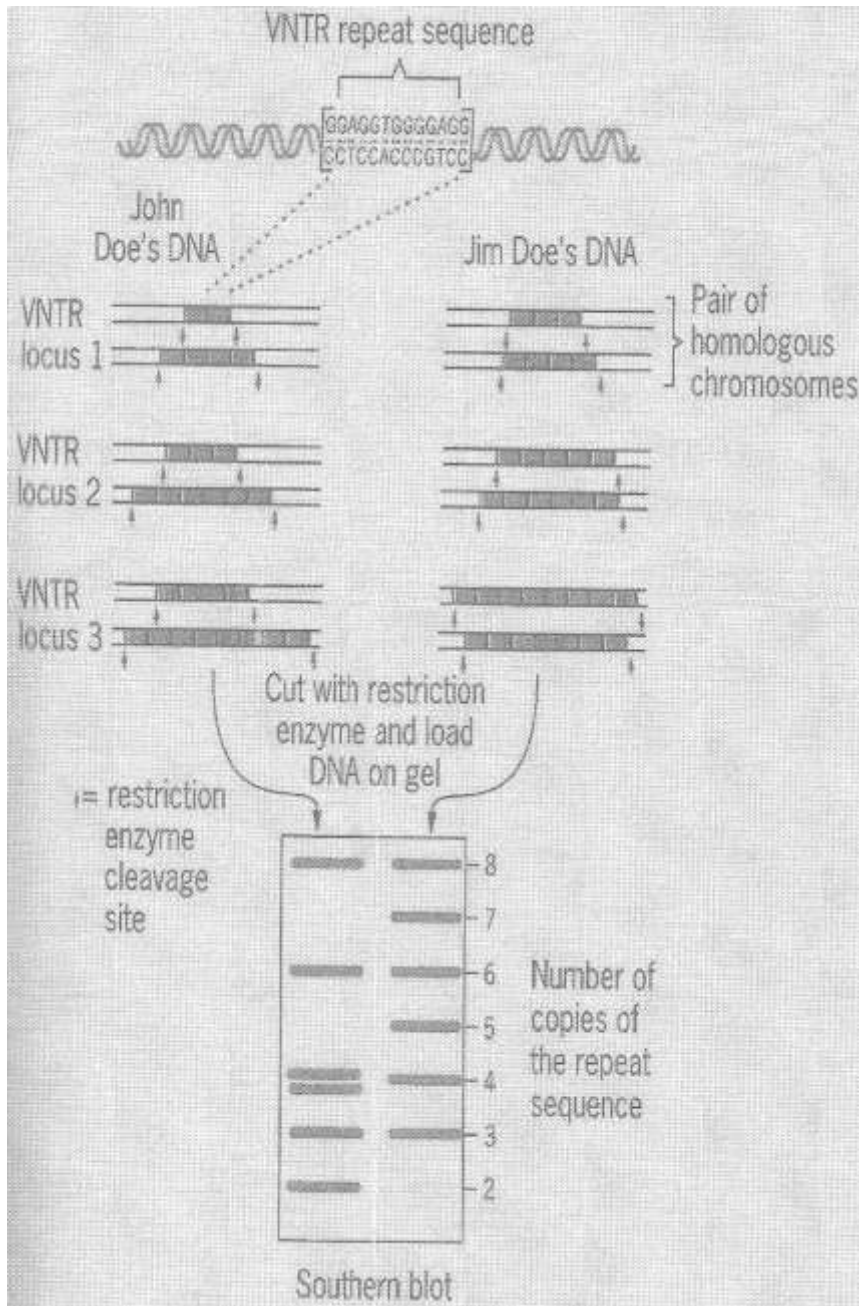 VNTR repeat sequence
GGAGGTGGGGAGG
CCTCCACCCGTCC
John
Doe's DNA
Jim Doe's DNA
VNTR
locus 1
Pair of
homologous
chromosomes
VNTR
locus 2
VNTR
locus 3
Cut with restriction
enzyme and load
DNA on gel
= restriction
enzyme
cleavage
site
8
7
6
5
4
3
2
Number of
copies of
the repeat
sequence
Southern blot